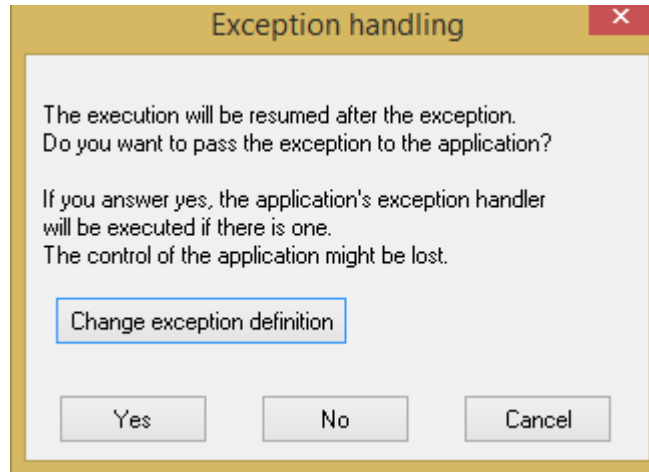 Exception handling
The execution will be resumed after the exception.
Do you want to pass the exception to the application?
If you answer yes, the application's exception handler
will be executed if there is one.
The control of the application might be lost.
Change exception definition
Yes No Cancel